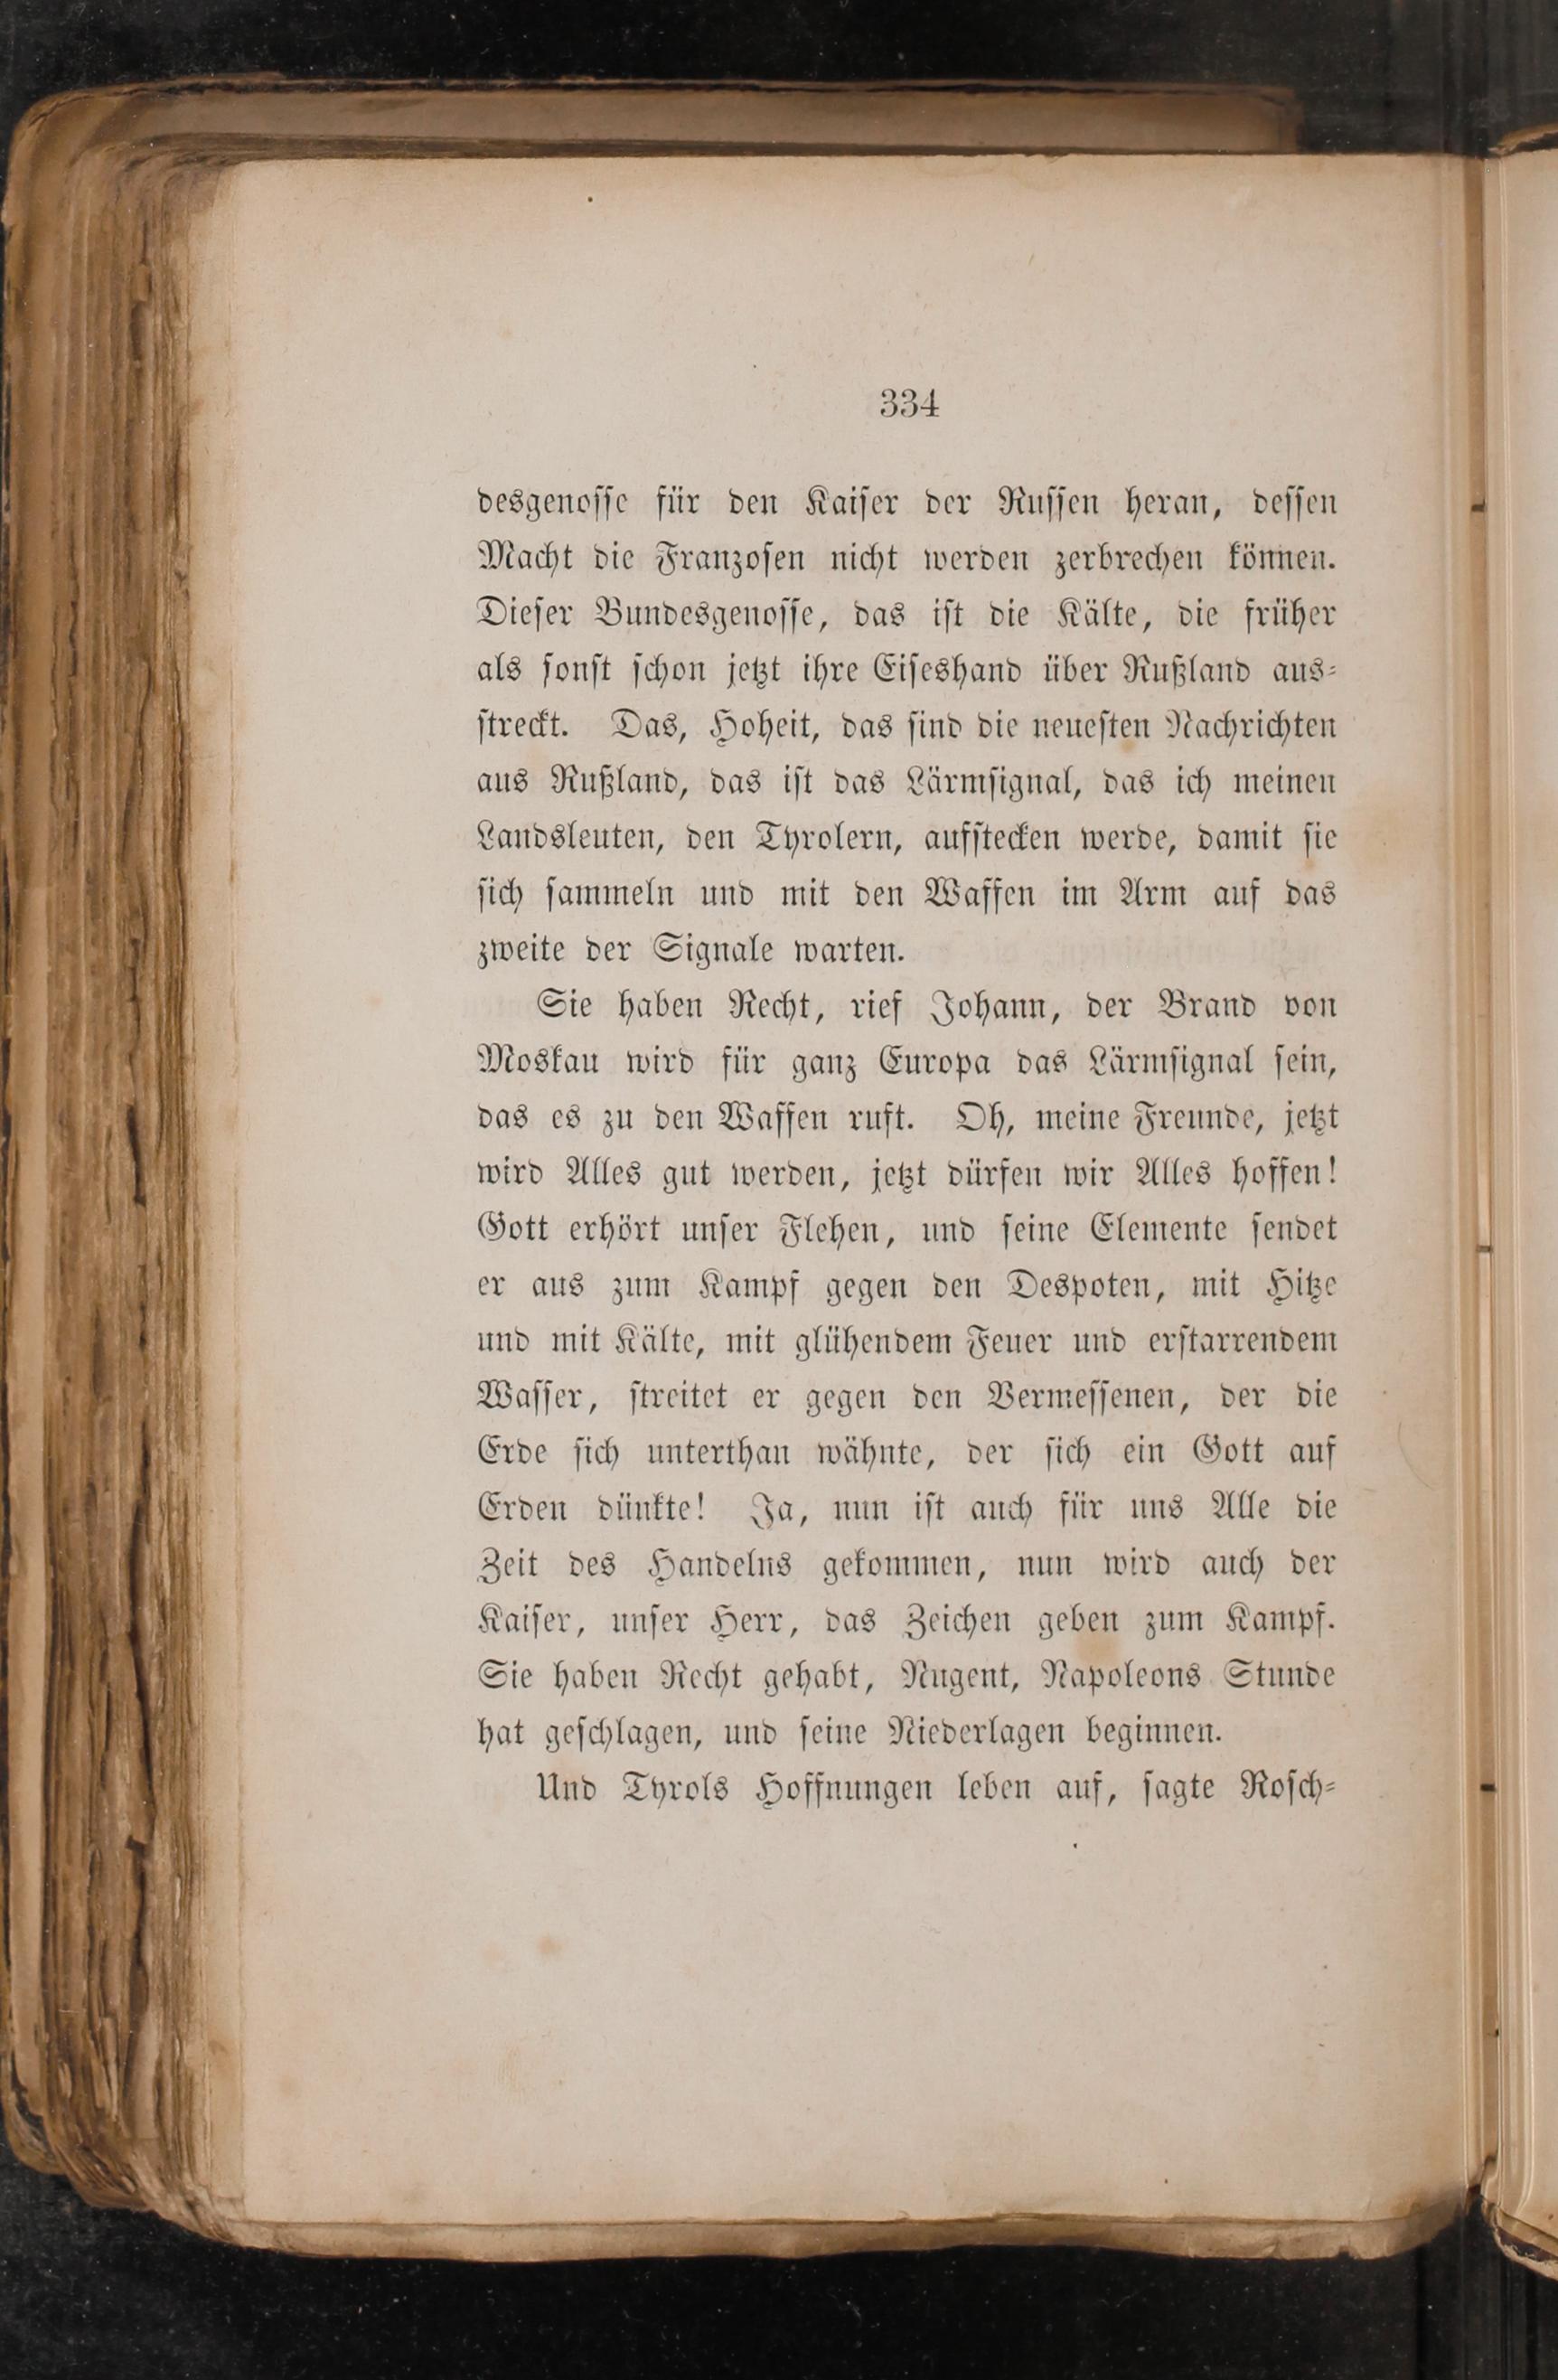 334
desgenosse für den Kaiser der Russen heran, dessen
Macht die Franzosen nicht werden zerbrechen können.
Dieser Bundesgenosse, das ist die Kälte, die früher
als sonst schon jetzt ihre Eiseshand über Rußland aus-
streckt. Das, Hoheit, das sind die neuesten Nachrichten
aus Rußland, das ist das Lärmsignal, das ich meinen
Landsleuten, den Tyrolern, aufstecken werde, damit sie
sich sammeln und mit den Waffen im Arm auf das
zweite der Signale warten.
Sie haben Recht, rief Johann, der Brand von
Moskau wird für ganz Europa das Lärmsignal sein,
das es zu den Waffen ruft. Oh, meine Freunde, jetzt
wird Alles gut werden, jetzt dürfen wir Alles hoffen!
Gott erhört unser Flehen, und seine Elemente sendet
er aus zum Kampf gegen den Despoten, mit Hitze
und mit Kälte, mit glühendem Feuer und erstarrendem
Wasser, streitet er gegen den Vermessenen, der die
Erde sich unterthan wähnte, der sich ein Gott auf
Erden dünkte! Ja, nun ist auch für uns Alle die
Zeit des Handelns gekommen, nun wird auch der
Kaiser, unser Herr, das Zeichen geben zum Kampf.
Sie haben Recht gehabt, Nugent, Napoleons Stunde
hat geschlagen, und seine Niederlagen beginnen.
Und Tyrols Hoffnungen leben auf, sagte Rosch-